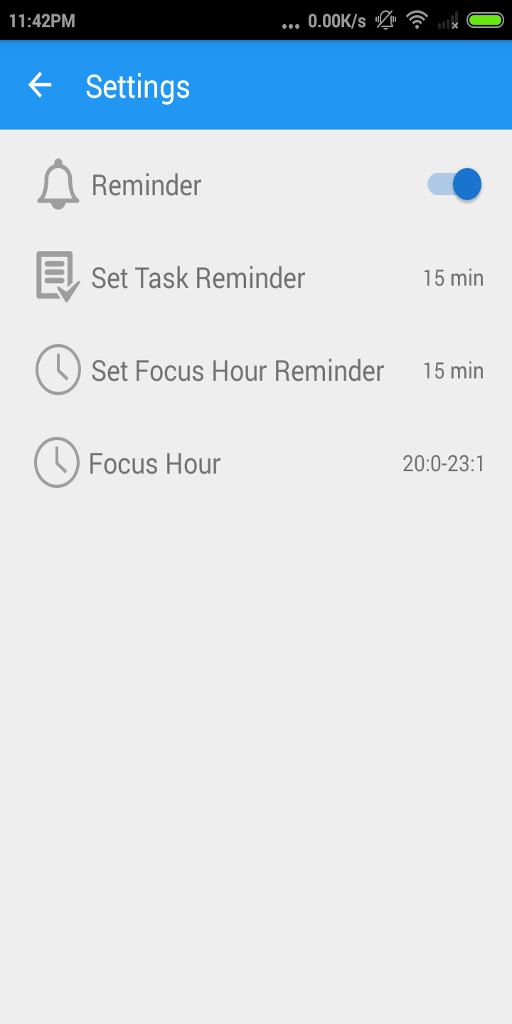 11:42PM ... 0.00K/s
Settings
Reminder
Set Task Reminder 15 min
Set Focus Hour Reminder 15 min
Focus Hour 20:0-23:1